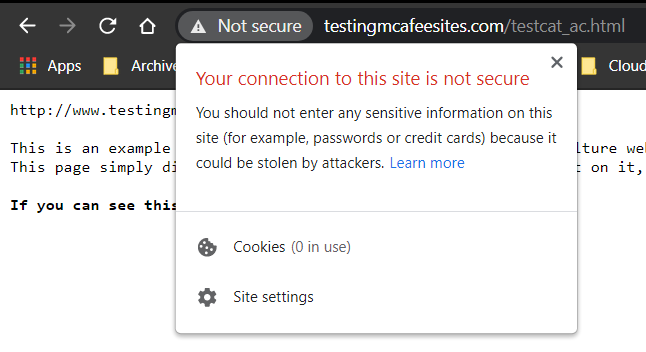 Not secure testingmcafeesites.com/testcat_ac.html
Apps Archive Cloud
Your connection to this site is not secure
http://www.testingm
You should not enter any sensitive information on this
site (for example, passwords or credit cards) because it
could be stolen by attackers. Learn more
This is an example lture we
This page simply di t on it,
If you can see this
Cookies (0 in use)
Site settings